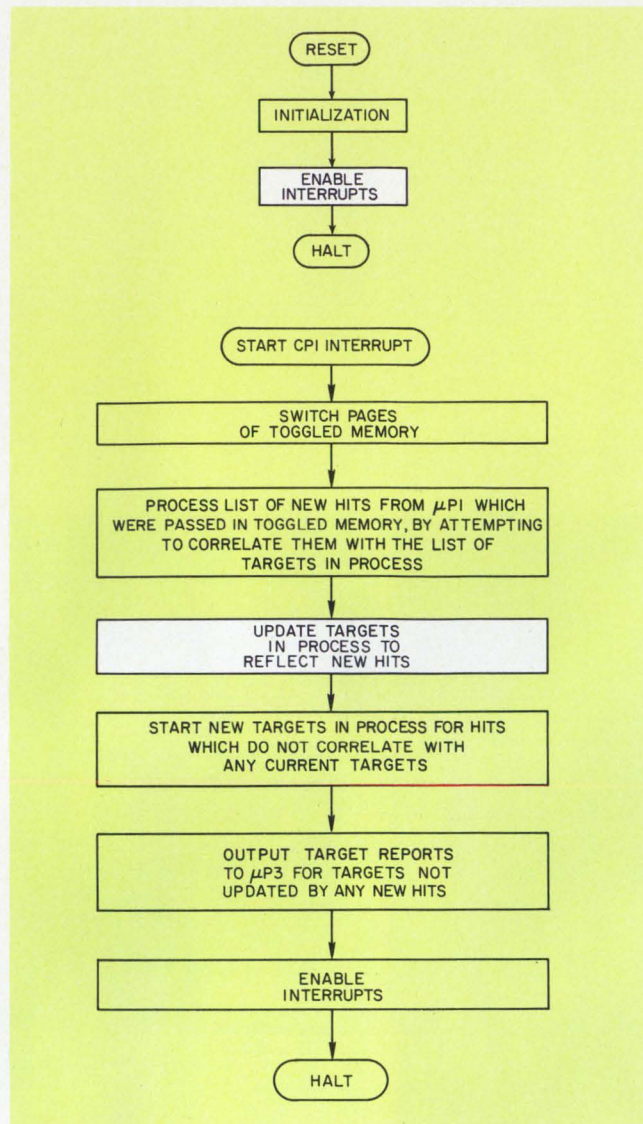 RESET
INITIALIZATION
ENABLE
INTERRUPTS
HALT
START CPI INTERRUPT
SWITCH PAGES
OF TOGGLED MEMORY
PROCESS LIST OF NEW HITS FROM μP1 WHICH
WERE PASSED IN TOGGLED MEMORY, BY ATTEMPTING
TO CORRELATE THEM WITH THE LIST OF
TARGETS IN PROCESS
UPDATE TARGETS
IN PROCESS TO
REFLECT NEW HITS
START NEW TARGETS IN PROCESS FOR HITS
WHICH DO NOT CORRELATE WITH
ANY CURRENT TARGETS
OUTPUT TARGET REPORTS
TO μP3 FOR TARGETS NOT
UPDATED BY ANY NEW HITS
ENABLE
INTERRUPTS
HALT